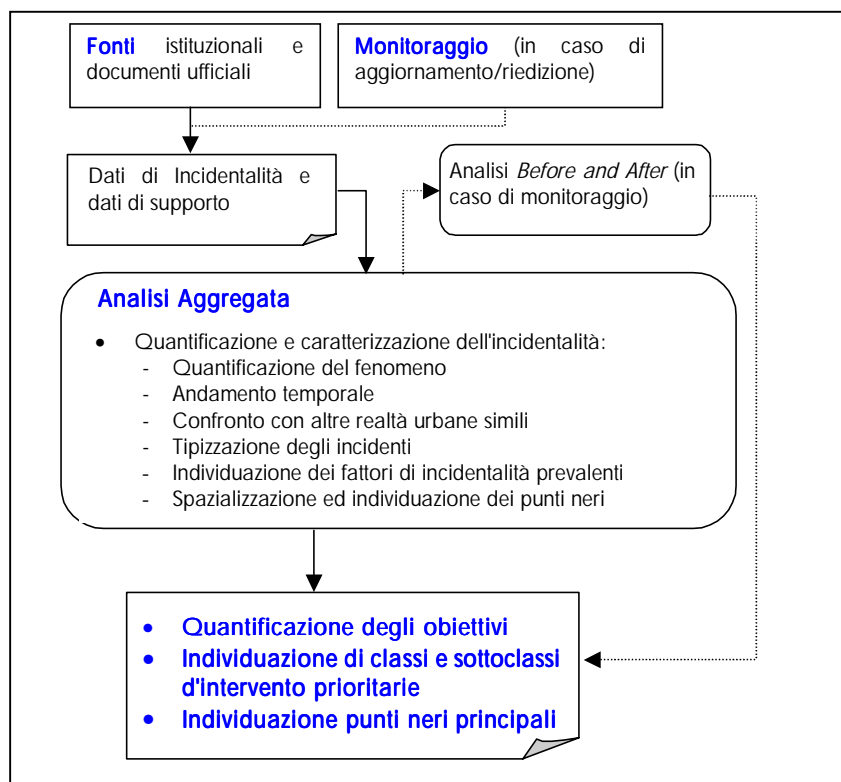 Fonti istituzionali e
documenti ufficiali
Monitoraggio (in caso di
aggiornamento/riedizione)
Dati di Incidentalità e
dati di supporto
Analisi Before and After (in
caso di monitoraggio)
Analisi Aggregata
• Quantificazione e caratterizzazione dell'incidentalità:
- Quantificazione del fenomeno
- Andamento temporale
- Confronto con altre realtà urbane simili
- Tipizzazione degli incidenti
- Individuazione dei fattori di incidentalità prevalenti
- Spazializzazione ed individuazione dei punti neri
• Quantificazione degli obiettivi
• Individuazione di classi e sottoclassi
d'intervento prioritarie
• Individuazione punti neri principali